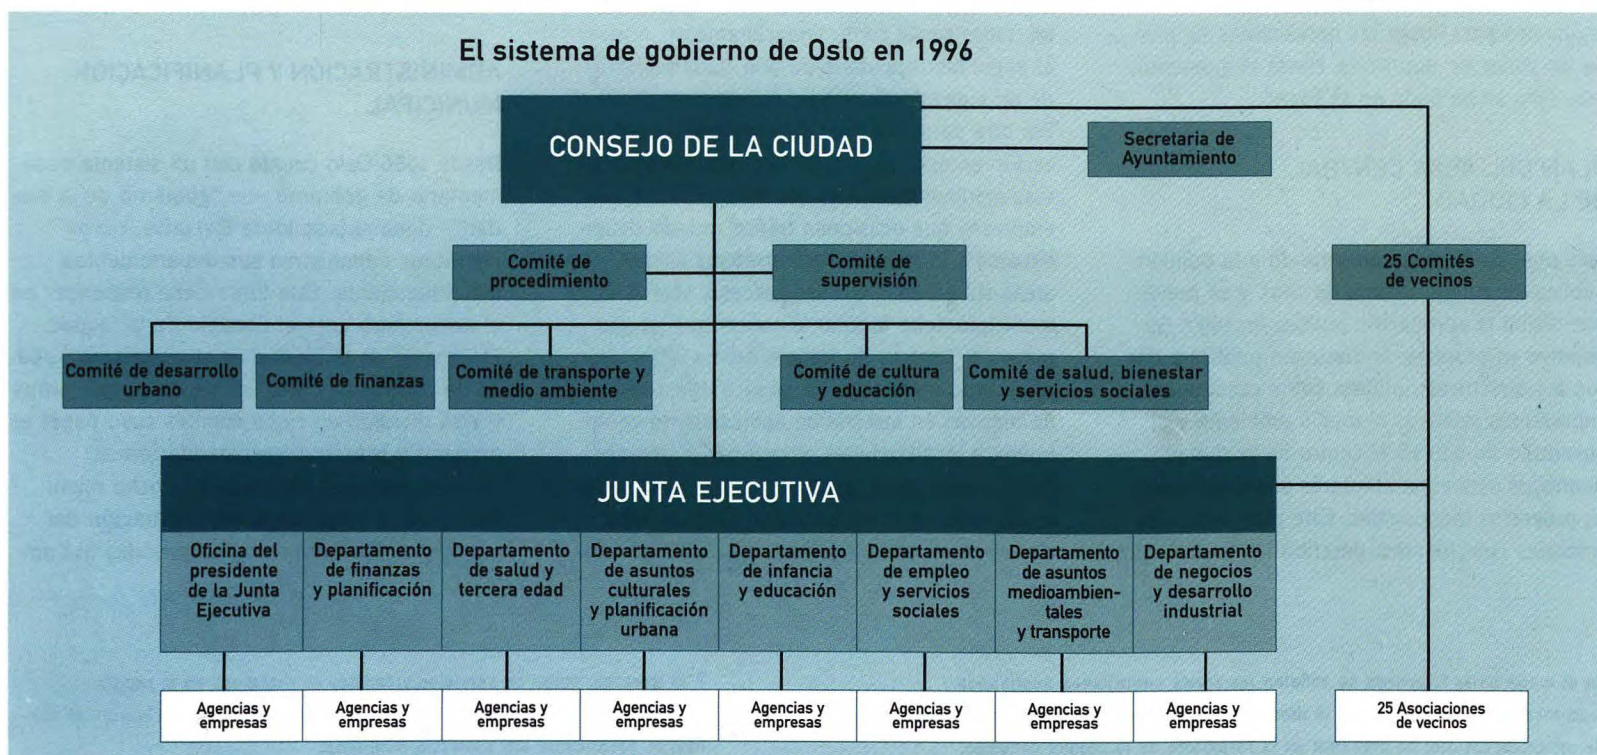 El sistema de gobierno de Oslo en 1996
CONSEJO DE LA CIUDAD
Secretaria de
Ayuntamiento
Comité de
procedimiento
Comité de
supervisión
25 Comités
de vecinos
Comité de desarrollo
urbano
Comité de finanzas
Comité de transporte y
medio ambiente
Comité de cultura
y educación
Comité de salud, bienestar
y servicios sociales
JUNTA EJECUTIVA
Oficina del
presidente
de la Junta
Ejecutiva
Departamento
de finanzas
y planificación
Departamento
de salud y
tercera edad
Departamento
de asuntos
culturales
y planificación
urbana
Departamento
de infancia
y educación
Departamento
de empleo
y servicios
sociales
Departamento
de asuntos
medioambien-
tales
y transporte
Departamento
de negocios
y desarrollo
industrial
Agencias y
empresas
Agencias y
empresas
Agencias y
empresas
Agencias y
empresas
Agencias y
empresas
Agencias y
empresas
Agencias y
empresas
Agencias y
empresas
25 Asociaciones
de vecinos